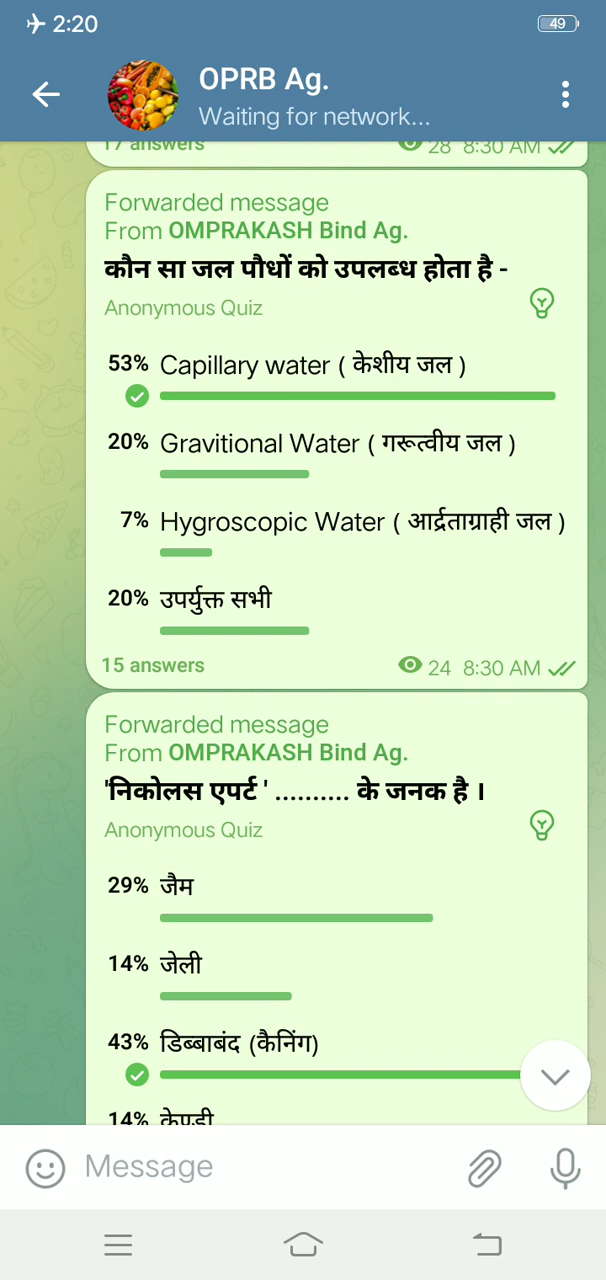 2:20
49
OPRB Ag.
Waiting for network...
17 answers
28 8:30 AM
Forwarded message
From OMPRAKASH Bind Ag.
कौन सा जल पौधों को उपलब्ध होता है -
Anonymous Quiz
53% Capillary water ( केशीय जल )
20% Gravitional Water ( गरूत्वीय जल )
7% Hygroscopic Water ( आर्द्रताग्राही जल )
20% उपर्युक्त सभी
15 answers
24 8:30 AM
Forwarded message
From OMPRAKASH Bind Ag.
'निकोलस एपर्ट ' .......... के जनक है ।
Anonymous Quiz
29% जैम
14% जेली
43% डिब्बाबंद (कैनिंग)
14% केण्डी
Message